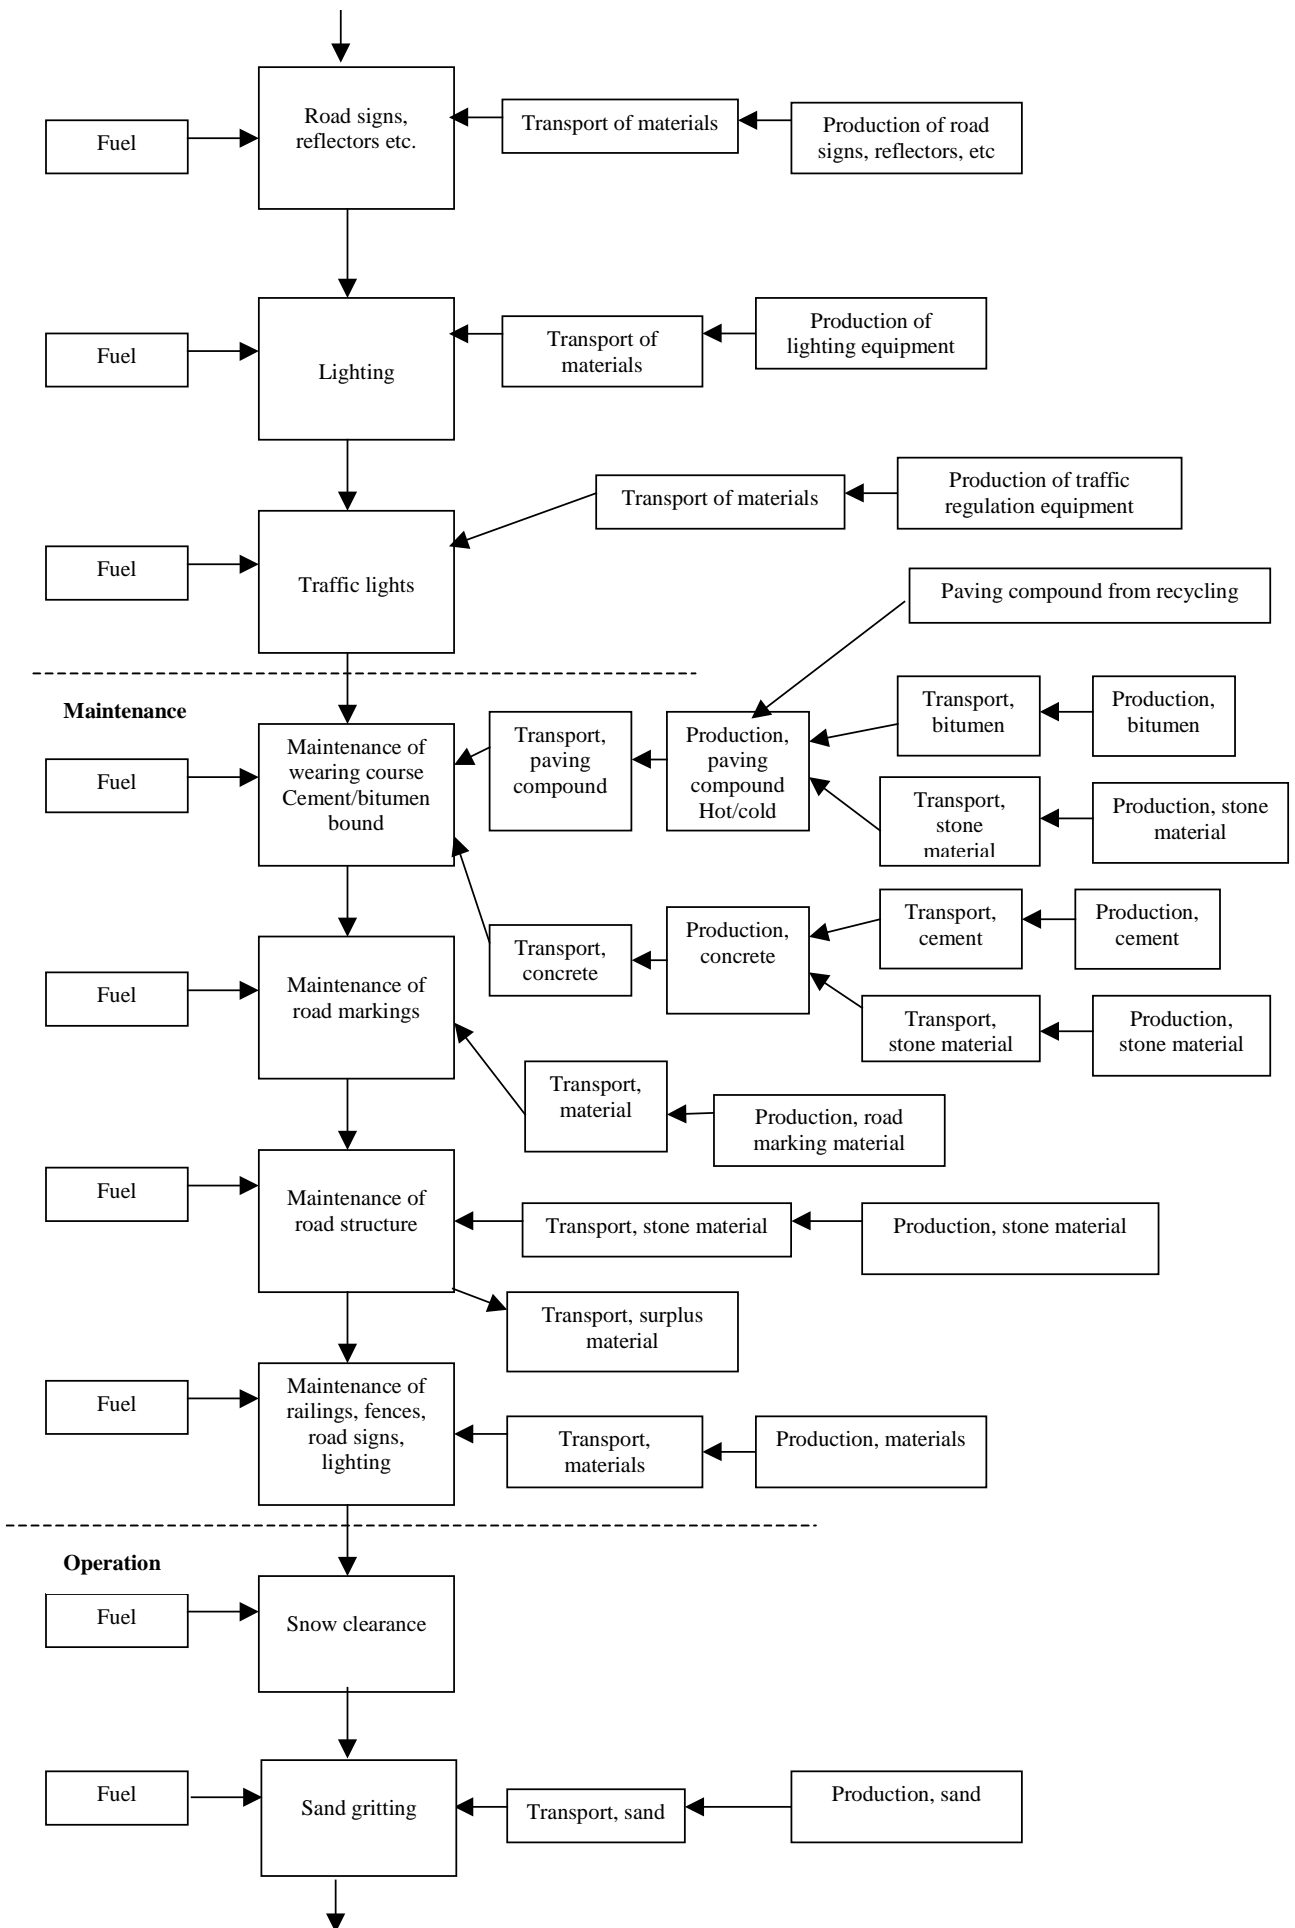 Road signs,
reflectors etc.
Fuel
Transport of materials
Production of road
signs, reflectors, etc
Fuel
Lighting
Transport of
materials
Production of
lighting equipment
Fuel
Traffic lights
Transport of materials
Production of traffic
regulation equipment
Paving compound from recycling
Maintenance
Fuel
Maintenance of
wearing course
Cement/bitumen
bound
Transport,
paving
compound
Production,
paving
compound
Hot/cold
Transport,
bitumen
Production,
bitumen
Transport,
stone
material
Production, stone
material
Transport,
concrete
Production,
concrete
Transport,
cement
Production,
cement
Transport,
stone material
Production,
stone material
Fuel
Maintenance of
road markings
Transport,
material
Production, road
marking material
Fuel
Maintenance of
road structure
Transport, stone material
Production, stone material
Transport, surplus
material
Fuel
Maintenance of
railings, fences,
road signs,
lighting
Transport,
materials
Production, materials
Operation
Fuel
Snow clearance
Fuel
Sand gritting
Transport, sand
Production, sand